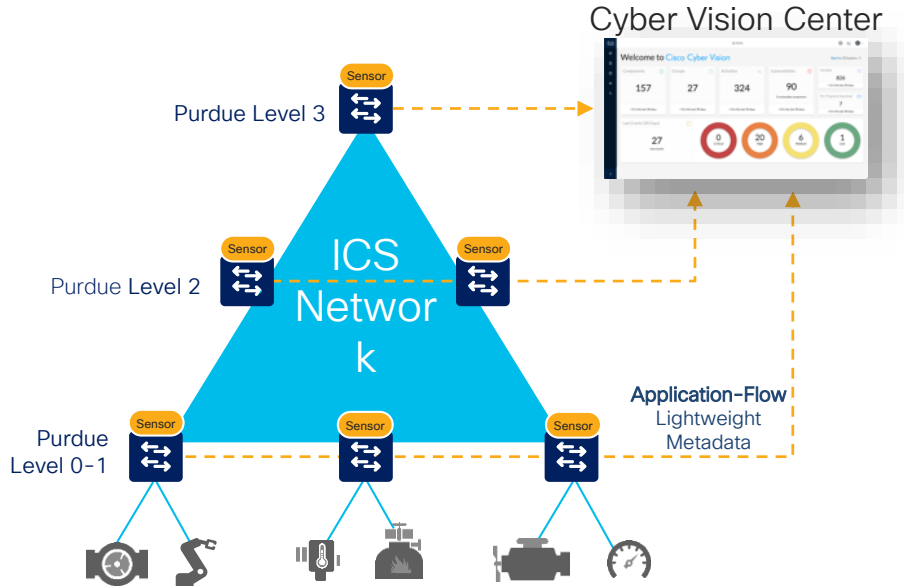 Cyber Vision Center
Welcome to Cisco Cyber Vision
157
27
324
90
826
7
27
0
20
6
1
Sensor
Purdue Level 3
Sensor
Sensor
ICS
Networ
k
Purdue Level 2
Application-Flow
Lightweight
Metadata
Sensor
Sensor
Sensor
Purdue
Level 0-1